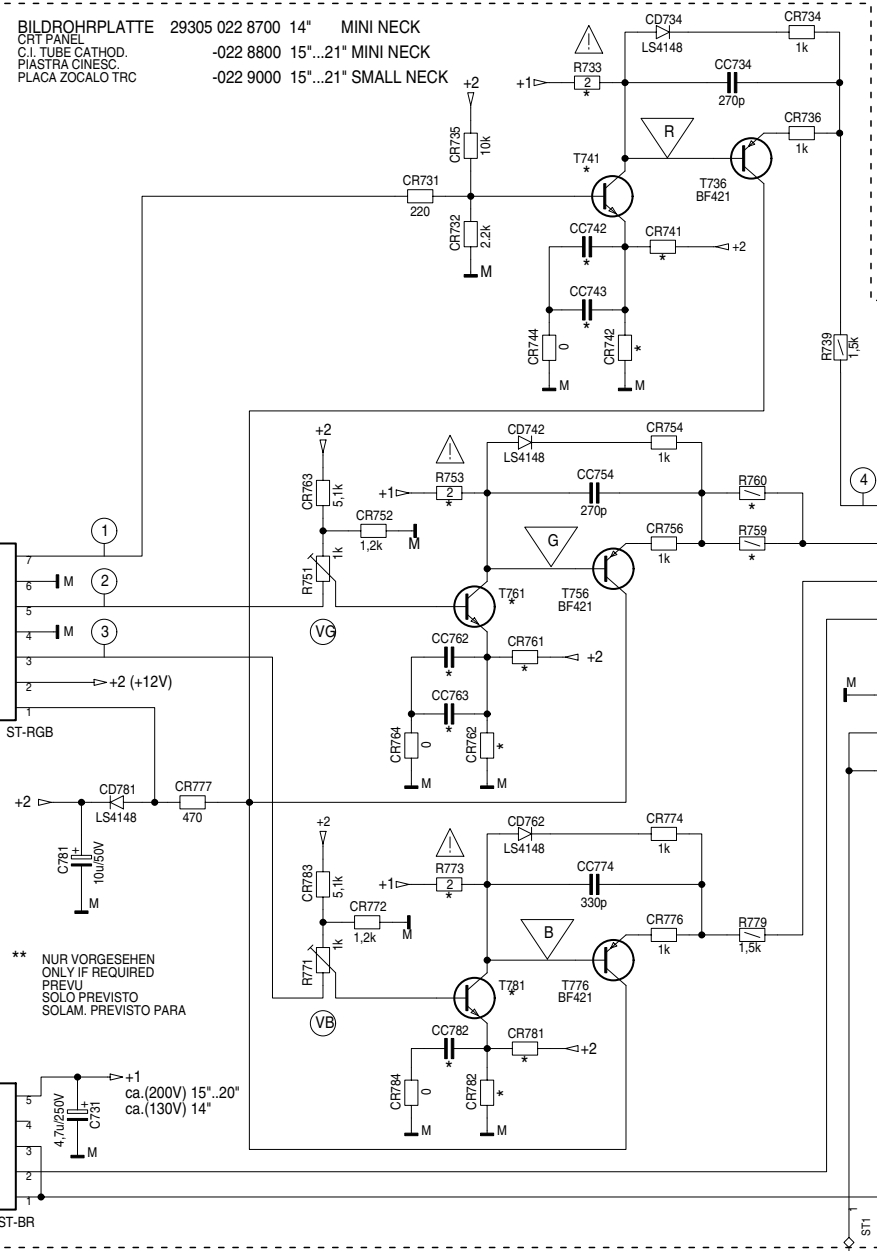 BILDROHRPLATTE 29305 022 8700 14" MINI NECK
CRT PANEL
C.I. TUBE CATHOD. -022 8800 15"...21" MINI NECK
PIASTRA CINESC.
PLACA ZOCALO TRC -022 9000 15"...21" SMALL NECK
CD734
LS4148
CR734
1k
R733
+1
2
*
CC734
270p
CR736
1k
+2
CR735
10k
R
T741
*
T736
BF421
CR731
220
CR732
2.2k
M
CC742
*
CR741
*
+2
CC743
*
CR744
0
CR742
*
M
M
R739
1,5k
+2
CR763
5,1k
CD742
LS4148
CR754
1k
R753
+1
2
*
CC754
270p
R760
*
4
CR752
1,2k
M
R751
1k
VG
G
CR756
1k
R759
*
T761
*
T756
BF421
1
2
3
7
6
M
5
4
M
3
2
+2 (+12V)
1
ST-RGB
CC762
*
CR761
*
+2
CC763
*
CR764
0
CR762
*
M
M
M
+2
CD781
LS4148
CR777
470
C781
+
10u/50V
M
+2
CR783
5,1k
CD762
LS4148
CR774
1k
R773
+1
2
*
CC774
330p
CR772
1,2k
M
R771
1k
VB
B
CR776
1k
R779
1,5k
T781
*
T776
BF421
** NUR VORGESEHEN
ONLY IF REQUIRED
PREVU
SOLO PREVISTO
SOLAM. PREVISTO PARA
CC782
*
CR781
*
+2
CR784
0
CR782
*
M
M
+1
ca.(200V) 15"..20"
ca.(130V) 14"
5
4
3
2
1
4,7u/250V
+
C731
M
ST-BR
1
ST1